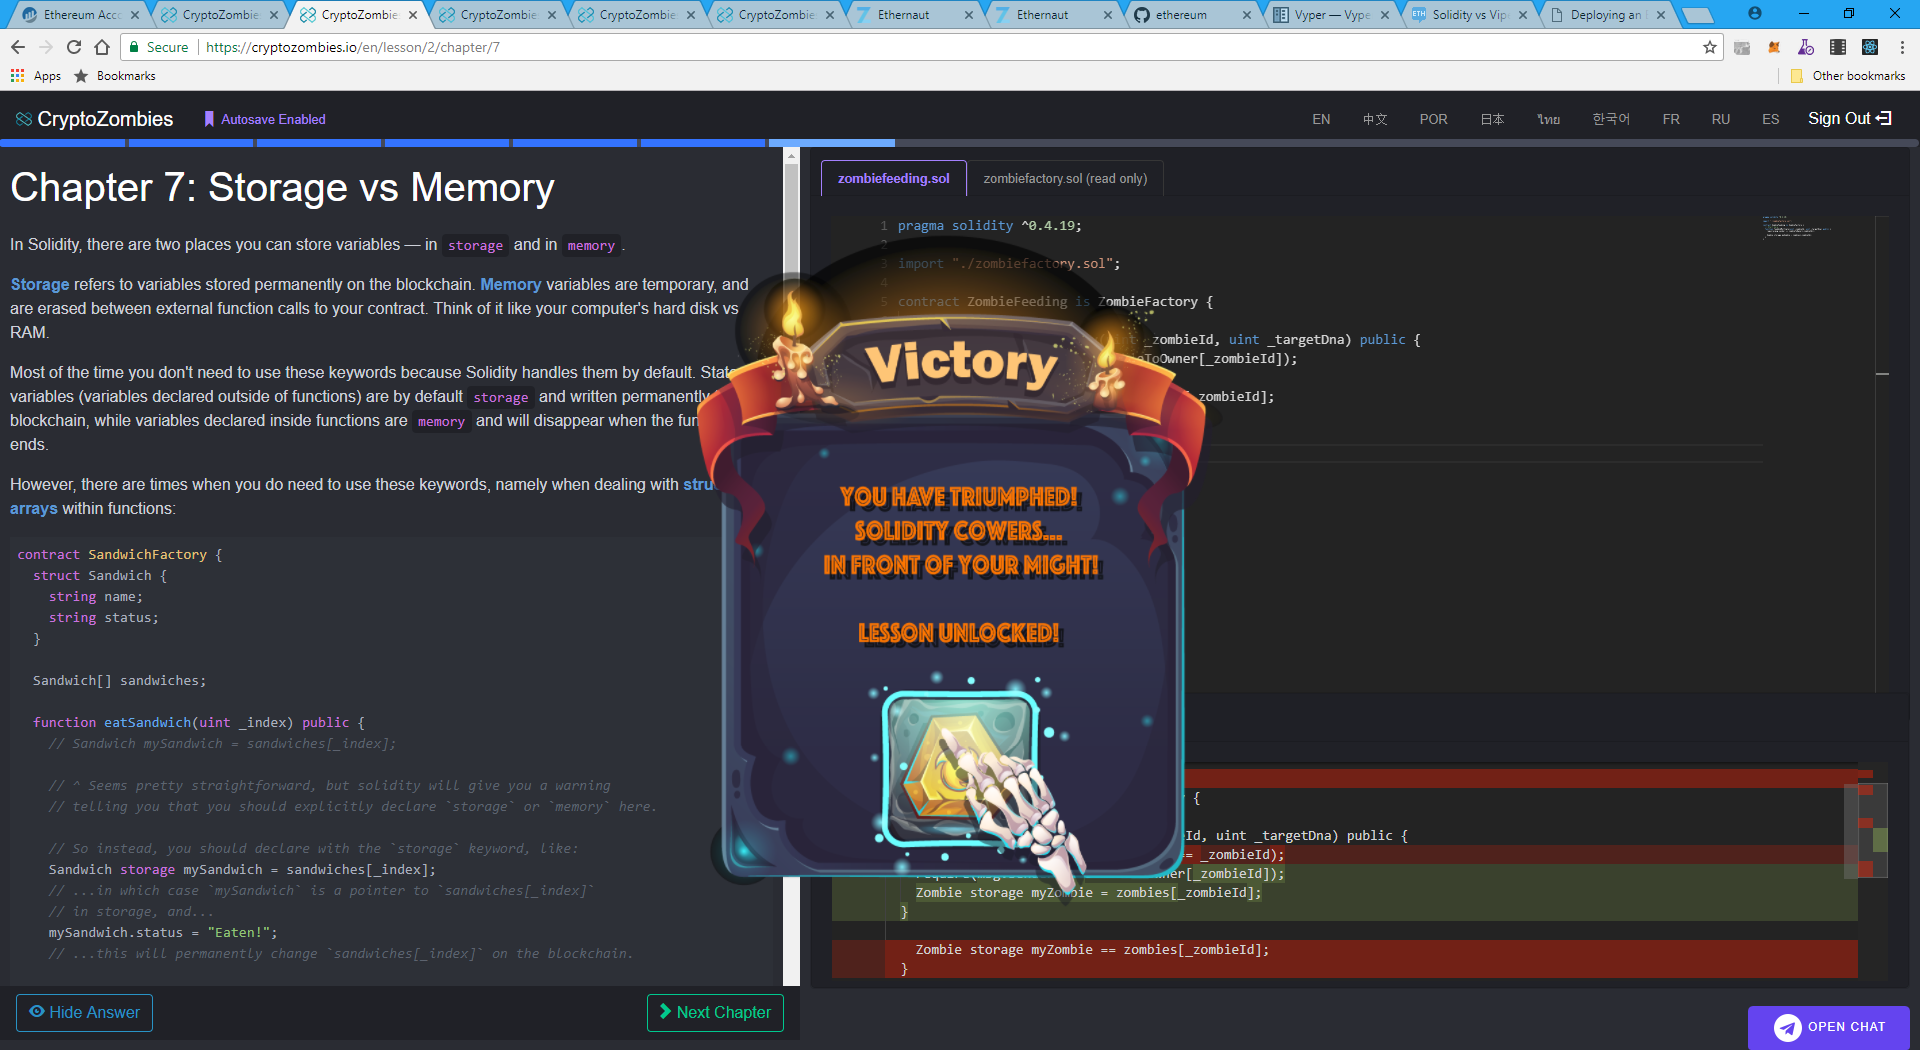 Ethereum Acc
CryptoZombie
CryptoZombie
CryptoZombie
CryptoZombie
CryptoZombie
Ethernaut
Ethernaut
ethereum
Vyper — Vype
Solidity vs Vip
Deploying an
Secure
https://cryptozombies.io/en/lesson/2/chapter/7
Apps
Bookmarks
Other bookmarks
CryptoZombies
Autosave Enabled
EN
中文
POR
日本
ไทย
한국어
FR
RU
ES
Sign Out
Chapter 7: Storage vs Memory
In Solidity, there are two places you can store variables — in storage and in memory.
Storage refers to variables stored permanently on the blockchain. Memory variables are temporary, and
are erased between external function calls to your contract. Think of it like your computer's hard disk vs
RAM.
Most of the time you don't need to use these keywords because Solidity handles them by default. State
variables (variables declared outside of functions) are by default storage and written permanently
blockchain, while variables declared inside functions are memory and will disappear when the fun
ends.
However, there are times when you do need to use these keywords, namely when dealing with stru
arrays within functions:
contract SandwichFactory {
struct Sandwich {
string name;
string status;
}
Sandwich[] sandwiches;
function eatSandwich(uint _index) public {
// Sandwich mySandwich = sandwiches[_index];
// ^ Seems pretty straightforward, but solidity will give you a warning
// telling you that you should explicitly declare `storage` or `memory` here.
// So instead, you should declare with the `storage` keyword, like:
Sandwich storage mySandwich = sandwiches[_index];
// ...in which case `mySandwich` is a pointer to `sandwiches[_index]`
// in storage, and...
mySandwich.status = "Eaten!";
// ...this will permanently change `sandwiches[_index]` on the blockchain.
Hide Answer
Next Chapter
zombiefeeding.sol
zombiefactory.sol (read only)
1 pragma solidity ^0.4.19;
2
3 import "./zombiefactory.sol";
4
5 contract ZombieFeeding is ZombieFactory {
_zombieId, uint _targetDna) public {
ToOwner[_zombieId]);
zombieId];
Victory
YOU HAVE TRIUMPHED!
SOLIDITY COWERS...
IN FRONT OF YOUR MIGHT!
LESSON UNLOCKED!
{
Id, uint _targetDna) public {
== _zombieId);
ner[_zombieId]);
Zombie storage myZombie = zombies[_zombieId];
}
Zombie storage myZombie == zombies[_zombieId];
}
OPEN CHAT